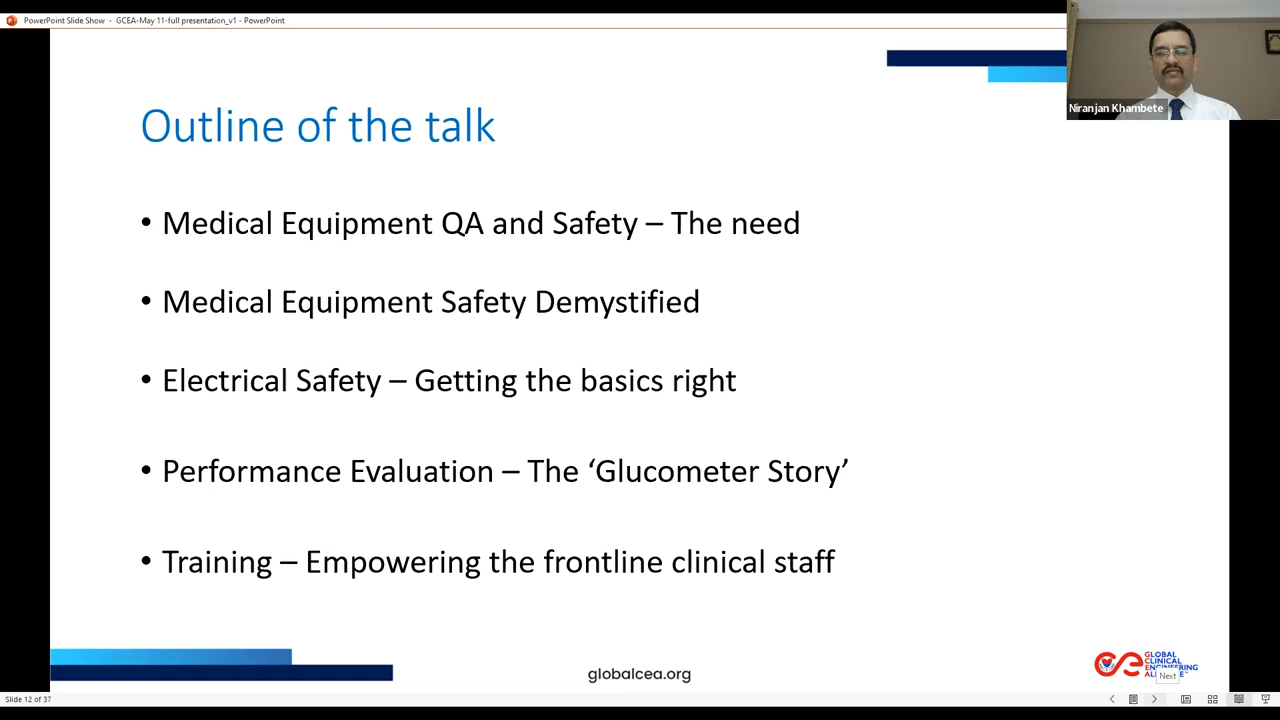 PowerPoint Slide Show - GCEA-May 11-full presentation_v1 - PowerPoint
Niranjan Khambete
Outline of the talk
• Medical Equipment QA and Safety – The need
• Medical Equipment Safety Demystified
• Electrical Safety – Getting the basics right
• Performance Evaluation – The ‘Glucometer Story’
• Training – Empowering the frontline clinical staff
globalcea.org
GLOBAL
CLINICAL
ENGINEERING
Next
Slide 12 of 37